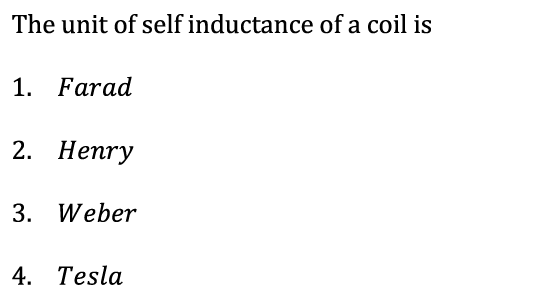 The unit of self inductance of a coil is
1. Farad
2. Henry
3. Weber
4. Tesla